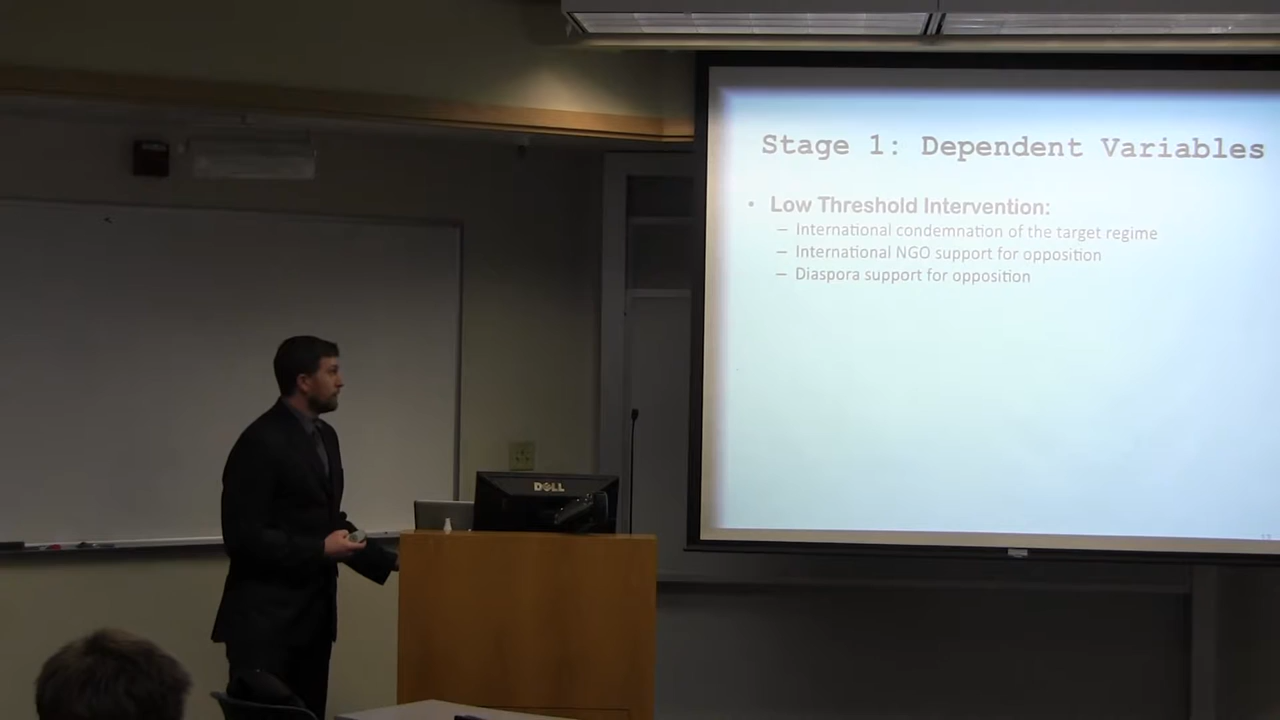 Stage 1: Dependent Variables
• Low Threshold Intervention:
– International condemnation of the target regime
– International NGO support for opposition
– Diaspora support for opposition
DELL